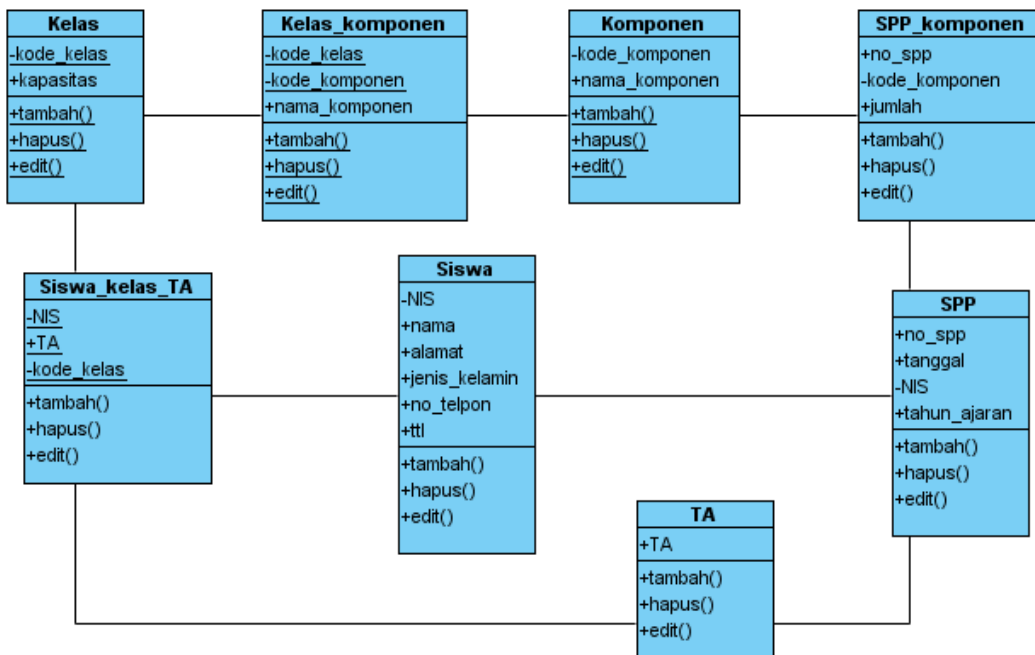 Kelas
-kode_kelas
+kapasitas
+tambah()
+hapus()
+edit()
Kelas_komponen
-kode_kelas
-kode_komponen
+nama_komponen
+tambah()
+hapus()
+edit()
Komponen
-kode_komponen
+nama_komponen
+tambah()
+hapus()
+edit()
SPP_komponen
+no_spp
-kode_komponen
+jumlah
+tambah()
+hapus()
+edit()
Siswa_kelas_TA
-NIS
+TA
-kode_kelas
+tambah()
+hapus()
+edit()
Siswa
-NIS
+nama
+alamat
+jenis_kelamin
+no_telpon
+ttl
+tambah()
+hapus()
+edit()
SPP
+no_spp
+tanggal
-NIS
+tahun_ajaran
+tambah()
+hapus()
+edit()
TA
+TA
+tambah()
+hapus()
+edit()